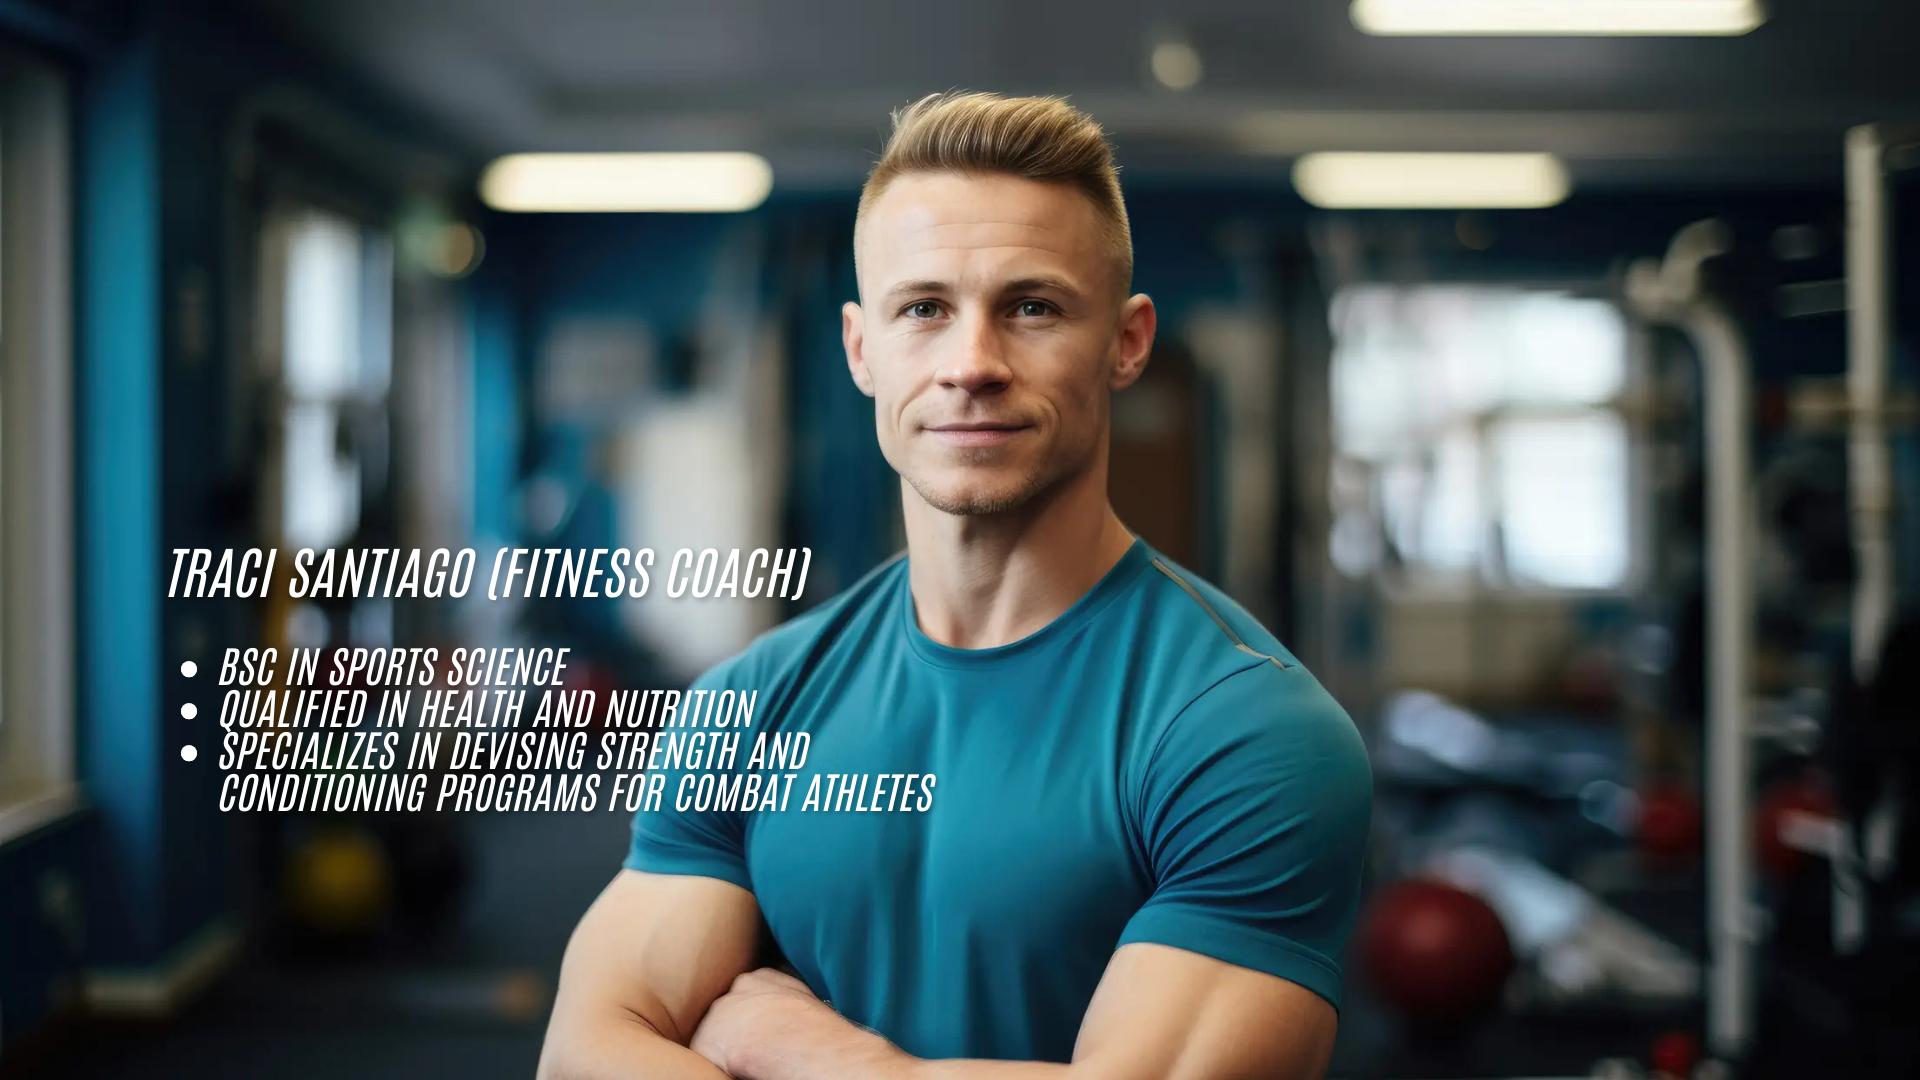 TRACI SANTIAGO (FITNESS COACH)
• BSC IN SPORTS SCIENCE
• QUALIFIED IN HEALTH AND NUTRITION
• SPECIALIZES IN DEVISING STRENGTH AND
CONDITIONING PROGRAMS FOR COMBAT ATHLETES